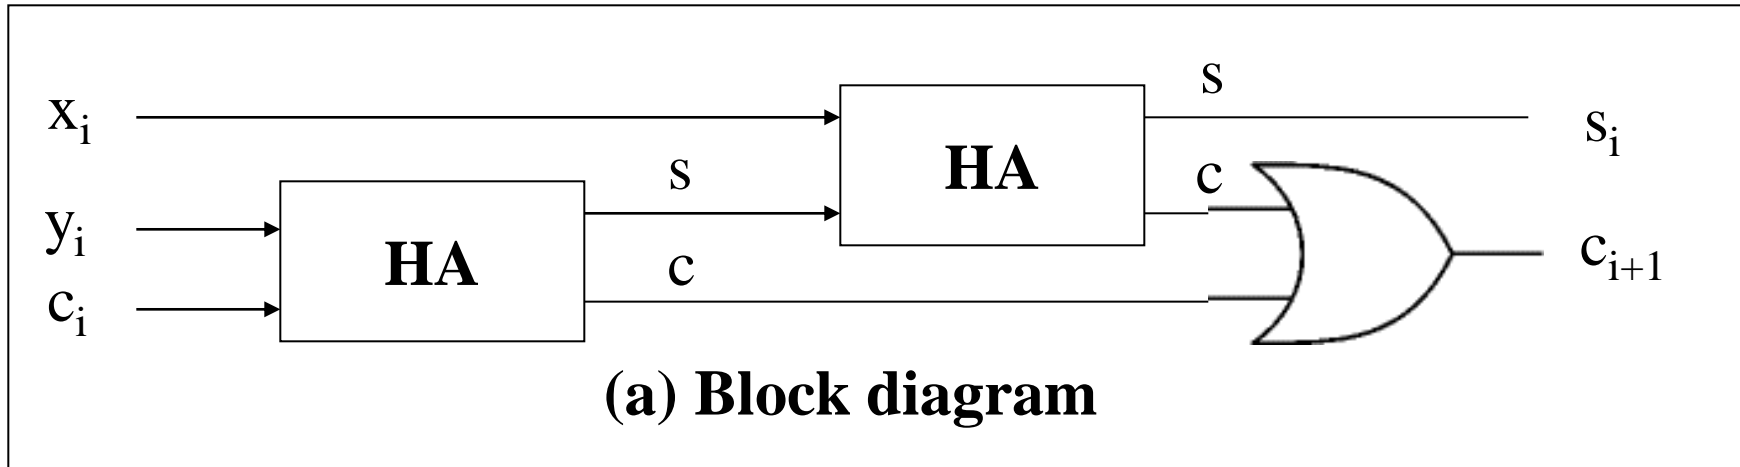 s
x_i HA s_i
s c
y_i HA c_{i+1}
c
c_i
(a) Block diagram